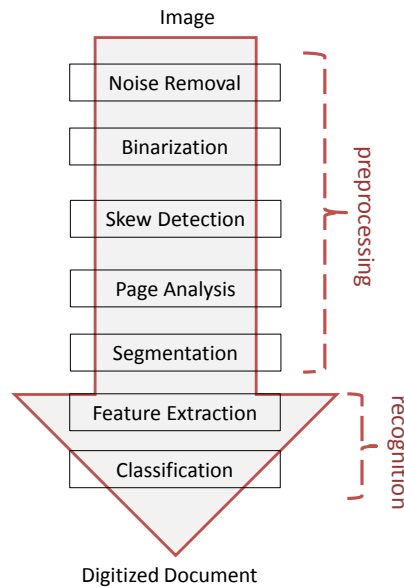 Image
Noise Removal
Binarization
Skew Detection
Page Analysis
Segmentation
preprocessing
Feature Extraction
Classification
recognition
Digitized Document